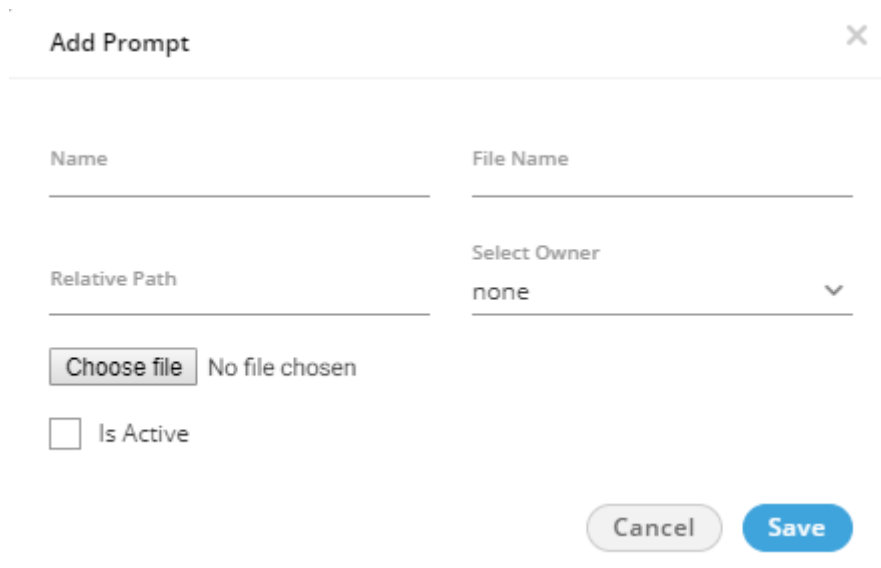 Add Prompt ×
Name File Name
Relative Path Select Owner
none
Choose file No file chosen
Is Active
Cancel Save